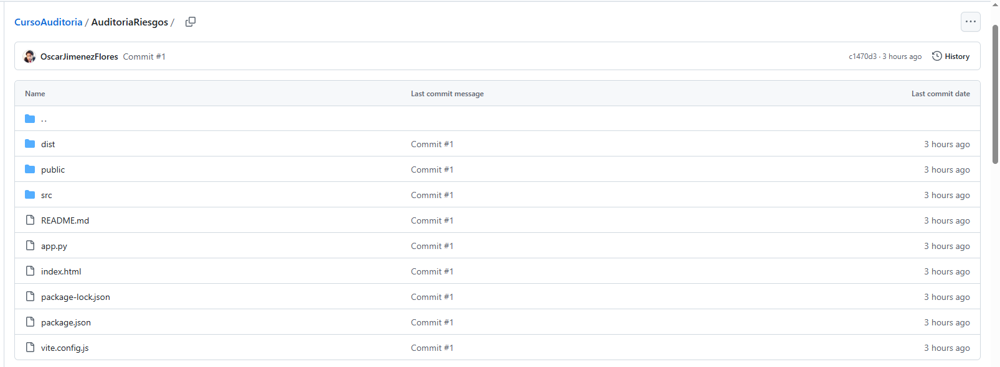 CursoAuditoria / AuditoriaRiesgos /
OscarJimenezFlores Commit #1 c1470d3 · 3 hours ago History
Name Last commit message Last commit date
..
dist Commit #1 3 hours ago
public Commit #1 3 hours ago
src Commit #1 3 hours ago
README.md Commit #1 3 hours ago
app.py Commit #1 3 hours ago
index.html Commit #1 3 hours ago
package-lock.json Commit #1 3 hours ago
package.json Commit #1 3 hours ago
vite.config.js Commit #1 3 hours ago